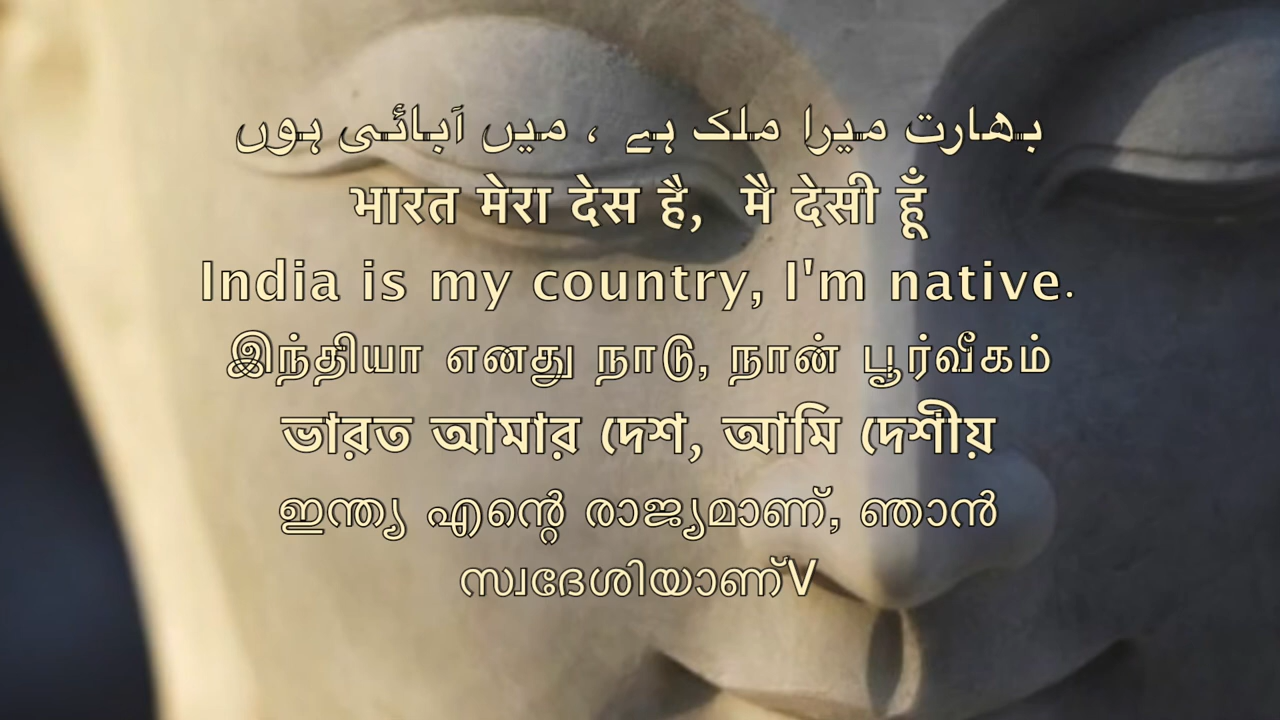 بھارت میرا ملک ہے ، میں آبائی ہوں
भारत मेरा देस है, मै देसी हूँ
India is my country, I'm native.
இந்தியா எனது நாடு, நான் பூர்வீகம்
ভারত আমার দেশ, আমি দেশীয়
ഇന്ത്യ എന്റെ രാജ്യമാണ്, ഞാൻ
സ്വദേശിയാണ്V